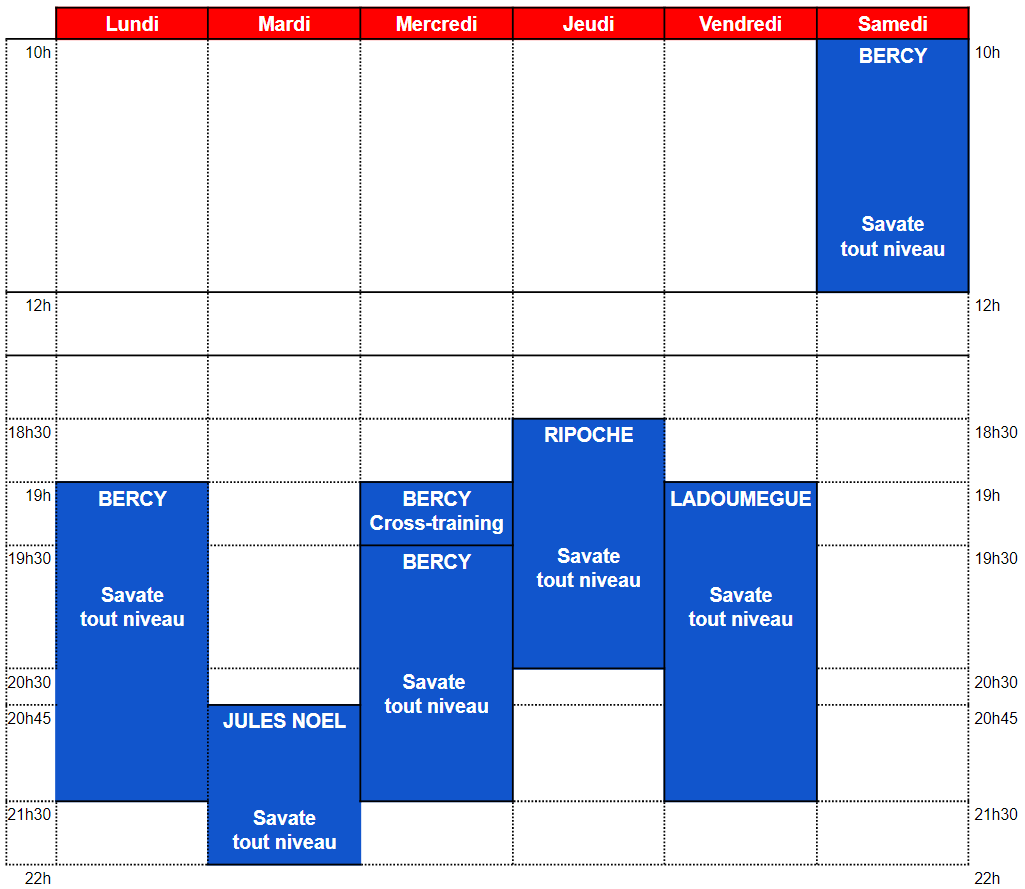 Lundi Mardi Mercredi Jeudi Vendredi Samedi
10h BERCY 10h
Savate
tout niveau
12h 12h
18h30 RIPOCHE 18h30
19h BERCY BERCY LADOUMEGUE 19h
Cross-training
19h30 BERCY Savate 19h30
tout niveau
Savate Savate
tout niveau tout niveau
20h30 Savate 20h30
tout niveau
20h45 JULES NOEL 20h45
21h30 Savate 21h30
tout niveau
22h 22h